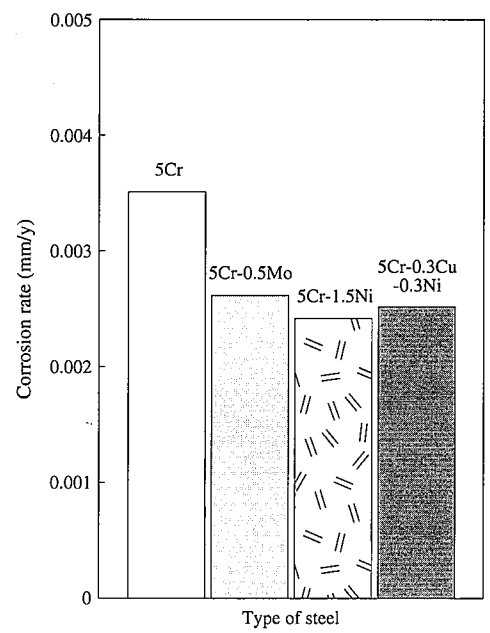 0.005
0.004
0.003
0.002
0.001
0
Corrosion rate (mm/y)
5Cr
5Cr-0.5Mo
5Cr-1.5Ni
5Cr-0.3Cu
-0.3Ni
Type of steel